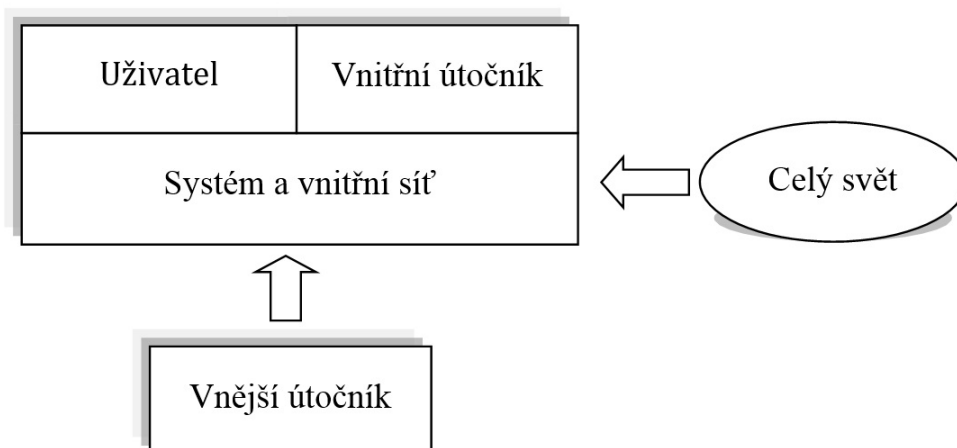 Uživatel
Vnitřní útočník
Systém a vnitřní síť
Celý svět
Vnější útočník